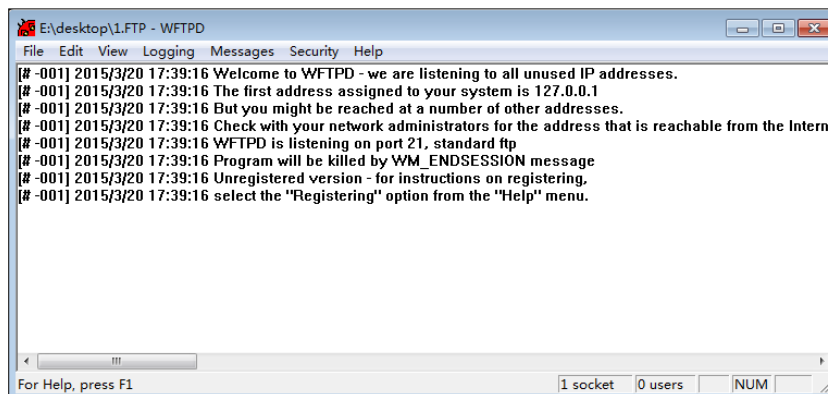 E:\desktop\1.FTP - WFTPD
File Edit View Logging Messages Security Help
[# -001] 2015/3/20 17:39:16 Welcome to WFTPD - we are listening to all unused IP addresses.
[# -001] 2015/3/20 17:39:16 The first address assigned to your system is 127.0.0.1
[# -001] 2015/3/20 17:39:16 But you might be reached at a number of other addresses.
[# -001] 2015/3/20 17:39:16 Check with your network administrators for the address that is reachable from the Intern
[# -001] 2015/3/20 17:39:16 WFTPD is listening on port 21, standard ftp
[# -001] 2015/3/20 17:39:16 Program will be killed by WM_ENDSESSION message
[# -001] 2015/3/20 17:39:16 Unregistered version - for instructions on registering,
[# -001] 2015/3/20 17:39:16 select the "Registering" option from the "Help" menu.
For Help, press F1 1 socket 0 users NUM